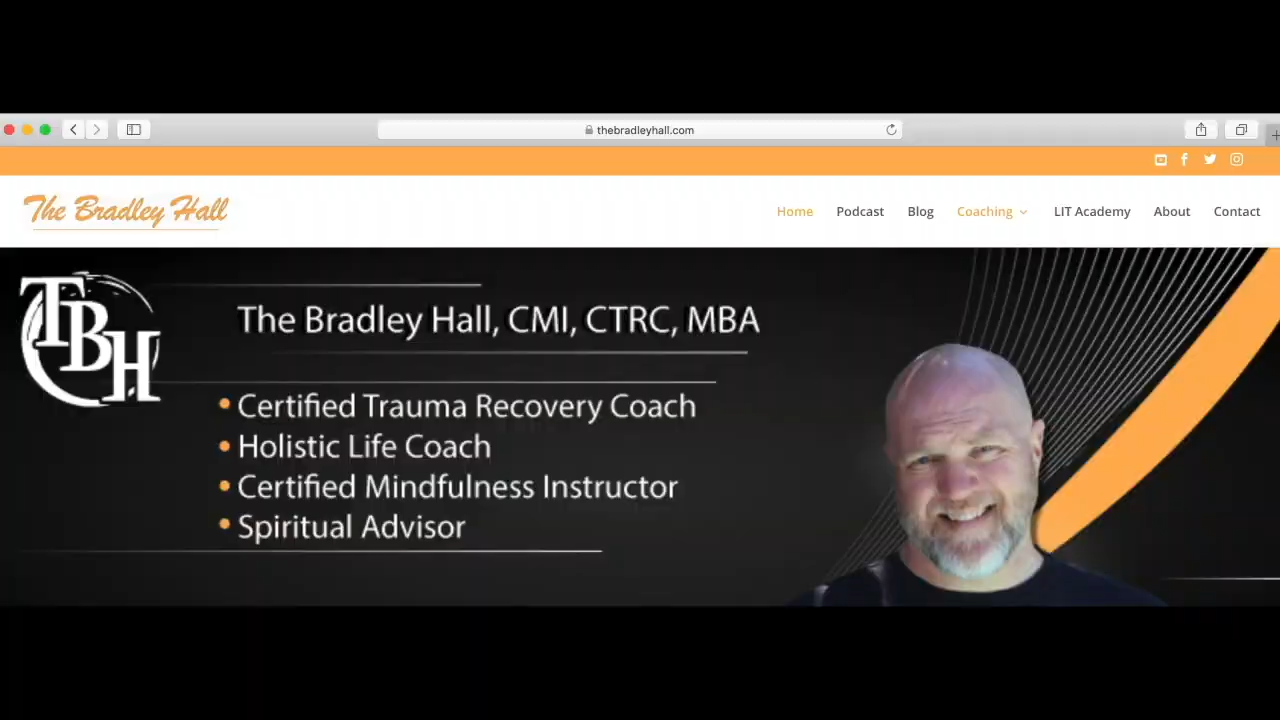 thebradleyhall.com
The Bradley Hall
Home Podcast Blog Coaching LIT Academy About Contact
TBH
The Bradley Hall, CMI, CTRC, MBA
• Certified Trauma Recovery Coach
• Holistic Life Coach
• Certified Mindfulness Instructor
• Spiritual Advisor